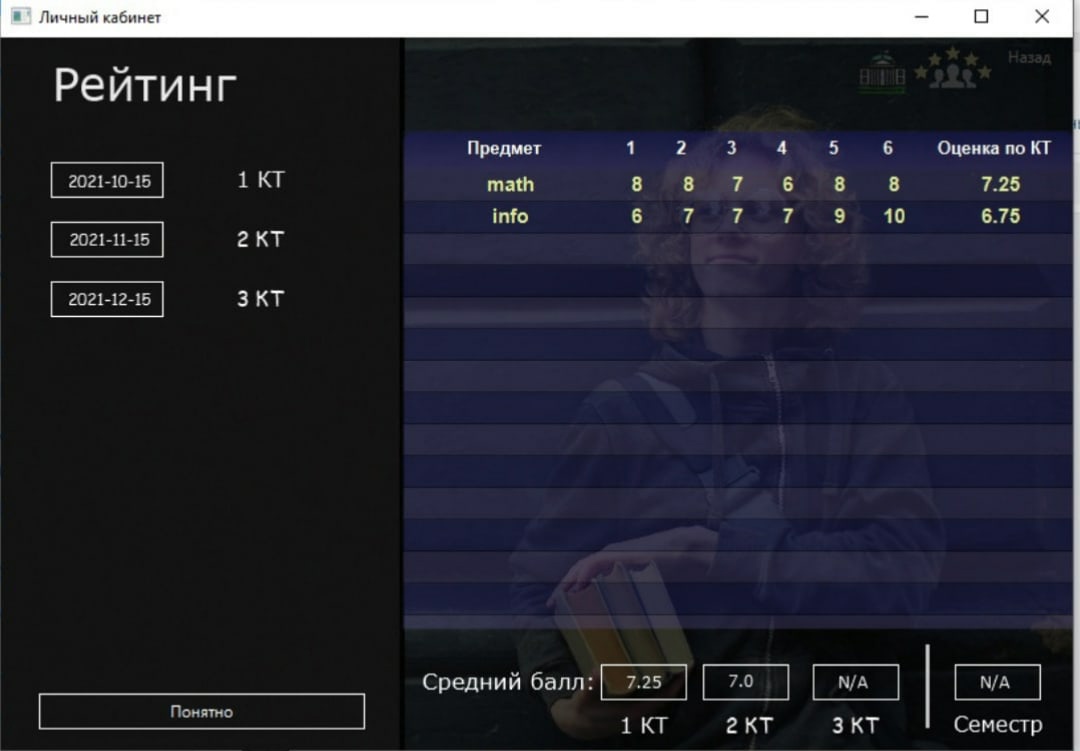 Личный кабинет
Рейтинг
2021-10-15 1 КТ
2021-11-15 2 КТ
2021-12-15 3 КТ
Понятно
Назад
Предмет 1 2 3 4 5 6 Оценка по КТ
math 8 8 7 6 8 8 7.25
info 6 7 7 7 9 10 6.75
Средний балл: 7.25 7.0 N/A N/A
1 КТ 2 КТ 3 КТ Семестр